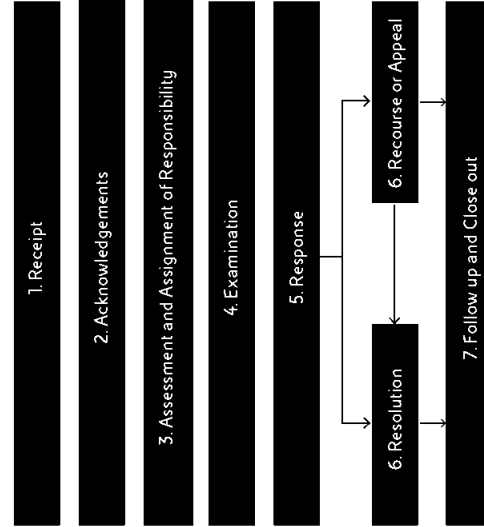 1. Receipt
2. Acknowledgements
3. Assessment and Assignment of Responsibility
4. Examination
5. Response
6. Recourse or Appeal
6. Resolution
7. Follow up and Close out